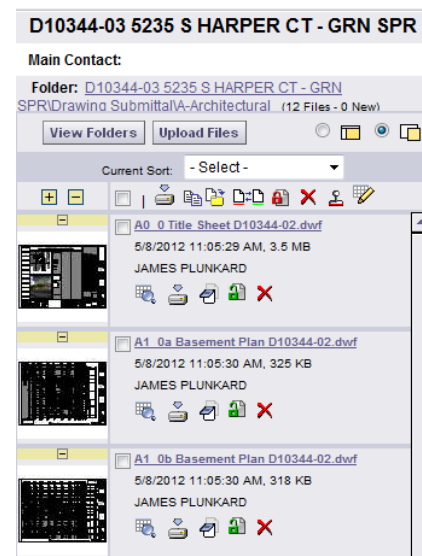 D10344-03 5235 S HARPER CT - GRN SPR
Main Contact:
Folder: D10344-03 5235 S HARPER CT - GRN
SPR\Drawing Submittal\A-Architectural (12 Files - 0 New)
View Folders Upload Files
Current Sort: - Select -
A0_0 Title Sheet D10344-02.dwf
5/8/2012 11:05:29 AM, 3.5 MB
JAMES PLUNKARD
A1_0a Basement Plan D10344-02.dwf
5/8/2012 11:05:30 AM, 325 KB
JAMES PLUNKARD
A1_0b Basement Plan D10344-02.dwf
5/8/2012 11:05:30 AM, 318 KB
JAMES PLUNKARD